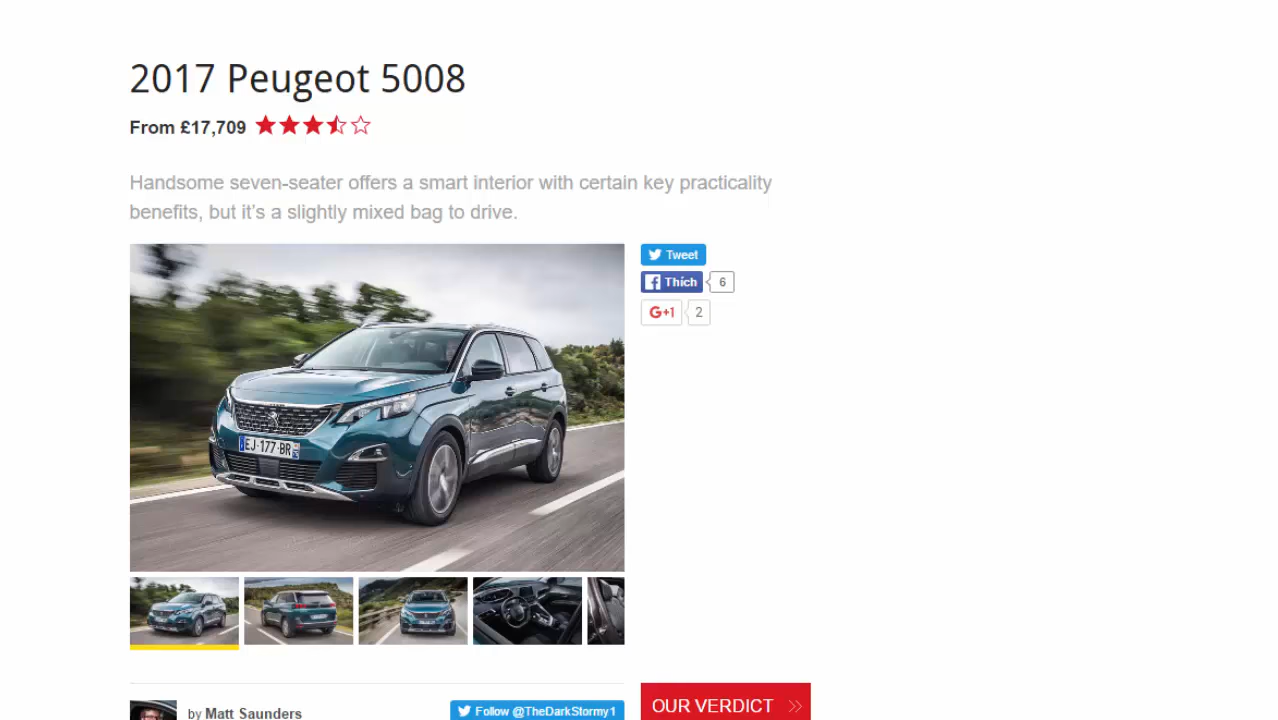 2017 Peugeot 5008
From £17,709
Handsome seven-seater offers a smart interior with certain key practicality
benefits, but it's a slightly mixed bag to drive.
Tweet
Thích 6
G+1 2
EJ-177-BR
by Matt Saunders
Follow @TheDarkStormy1
OUR VERDICT